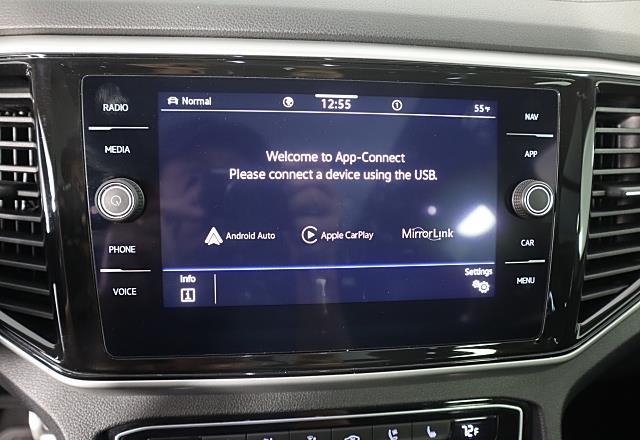 RADIO
MEDIA
PHONE
VOICE
Normal 12:55 1 55°F
Welcome to App-Connect
Please connect a device using the USB.
Android Auto Apple CarPlay MirrorLink
Info Settings
i
NAV
APP
CAR
MENU
72°F